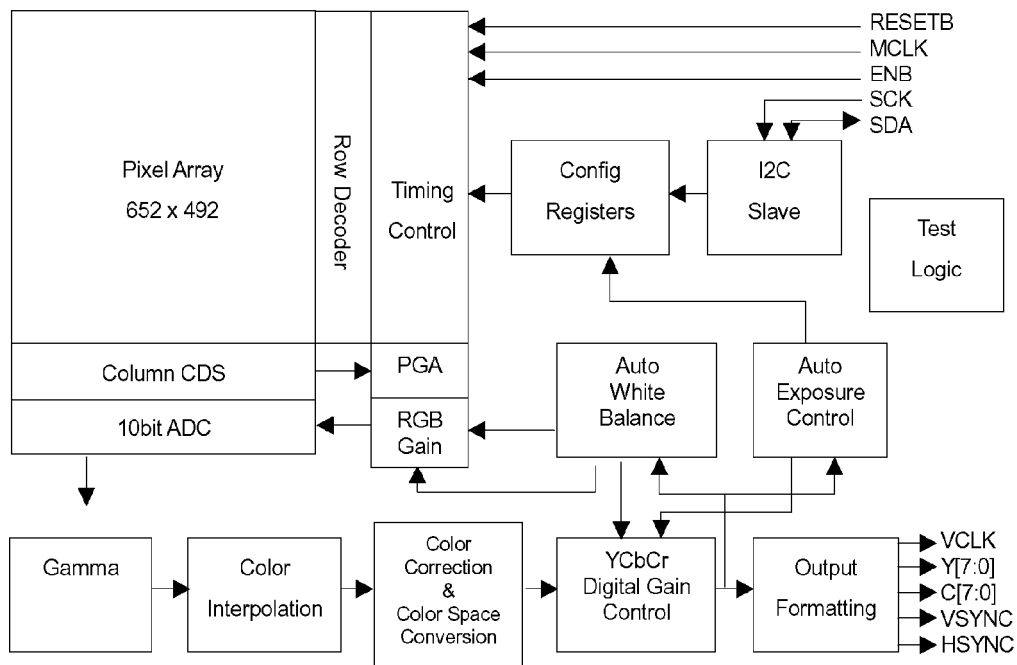 RESETB
MCLK
ENB
SCK
SDA
Pixel Array
652 x 492
Row Decoder
Timing
Control
Config
Registers
I2C
Slave
Test
Logic
Column CDS
PGA
10bit ADC
RGB
Gain
Auto
White
Balance
Auto
Exposure
Control
Gamma
Color
Interpolation
Color
Correction
&
Color Space
Conversion
YCbCr
Digital Gain
Control
Output
Formatting
VCLK
Y[7:0]
C[7:0]
VSYNC
HSYNC